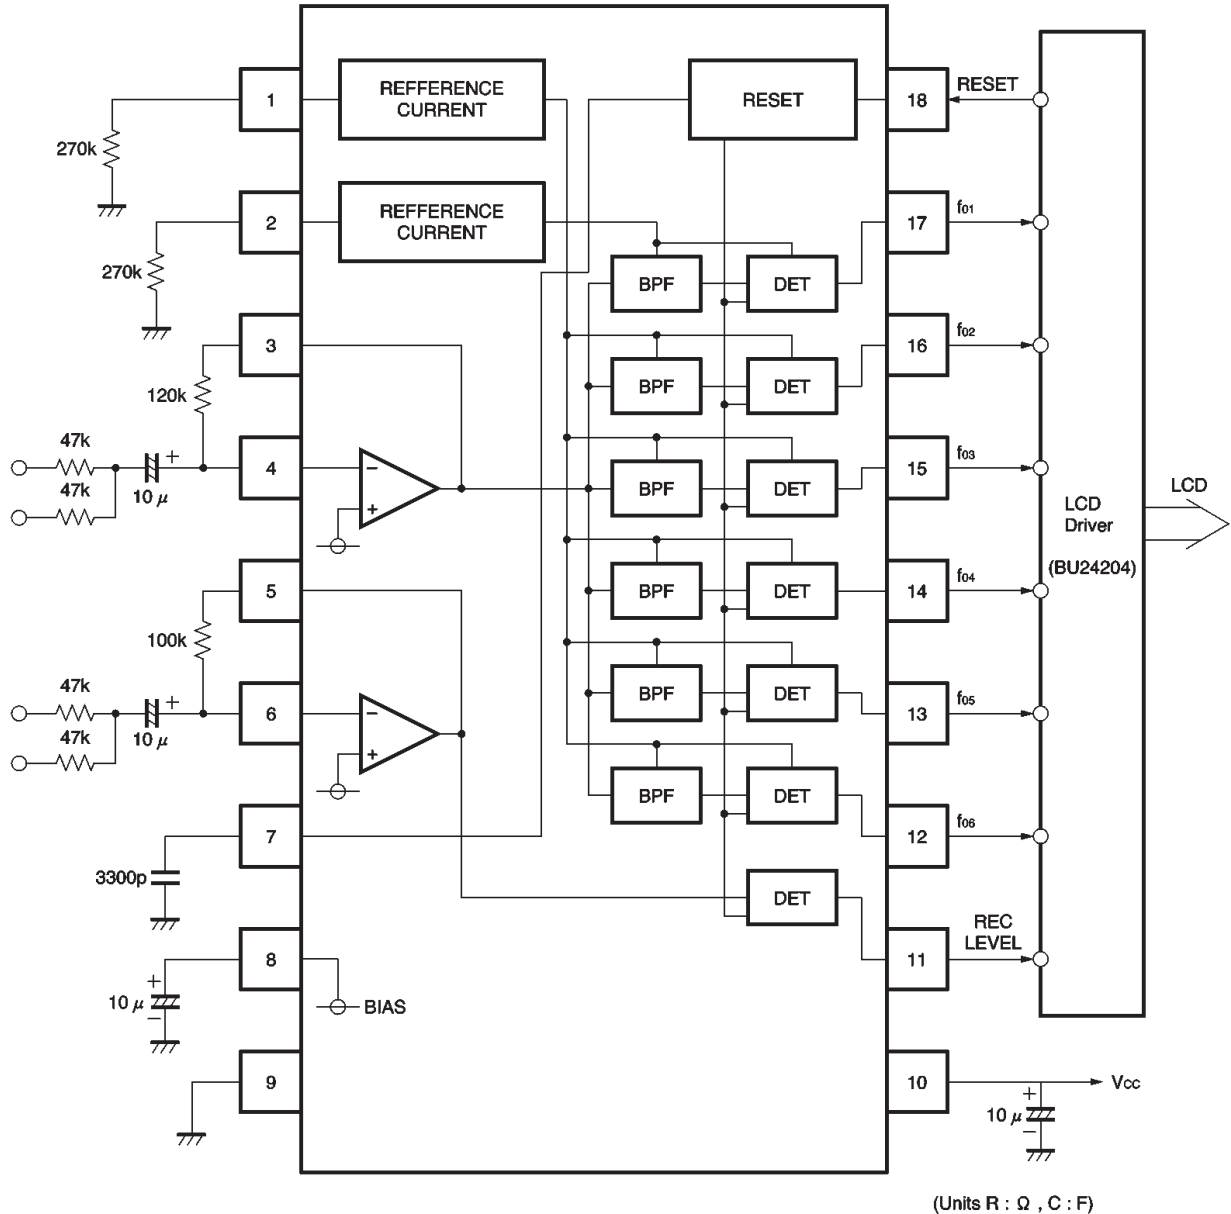 1
REFFERENCE
CURRENT
RESET
18
RESET
270k
2
REFFERENCE
CURRENT
17
f01
270k
BPF
DET
3
16
f02
120k
BPF
DET
47k
4
−
+
10 μ
47k
+
BPF
DET
15
f03
LCD
Driver
(BU24204)
LCD
5
BPF
DET
14
f04
100k
47k
6
−
+
10 μ
47k
+
BPF
DET
13
f05
7
BPF
DET
12
f06
3300p
DET
REC
LEVEL
8
11
+
10 μ
−
BIAS
9
10
Vcc
+
10 μ
−
(Units R : Ω , C : F)